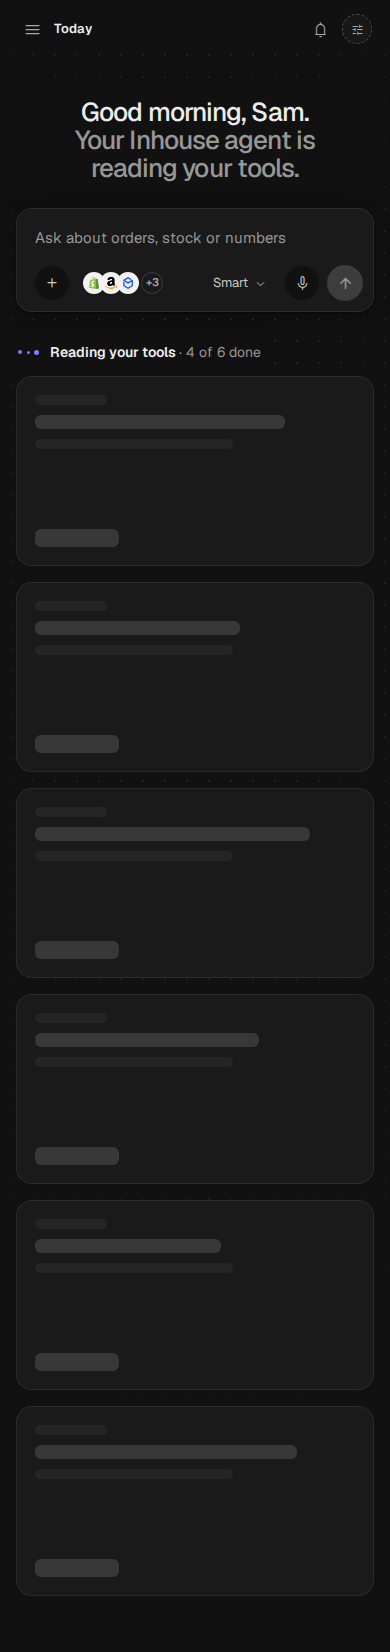 Today
Good morning, Sam.
Your Inhouse agent is
reading your tools.
Ask about orders, stock or numbers
+3
Smart
Reading your tools · 4 of 6 done